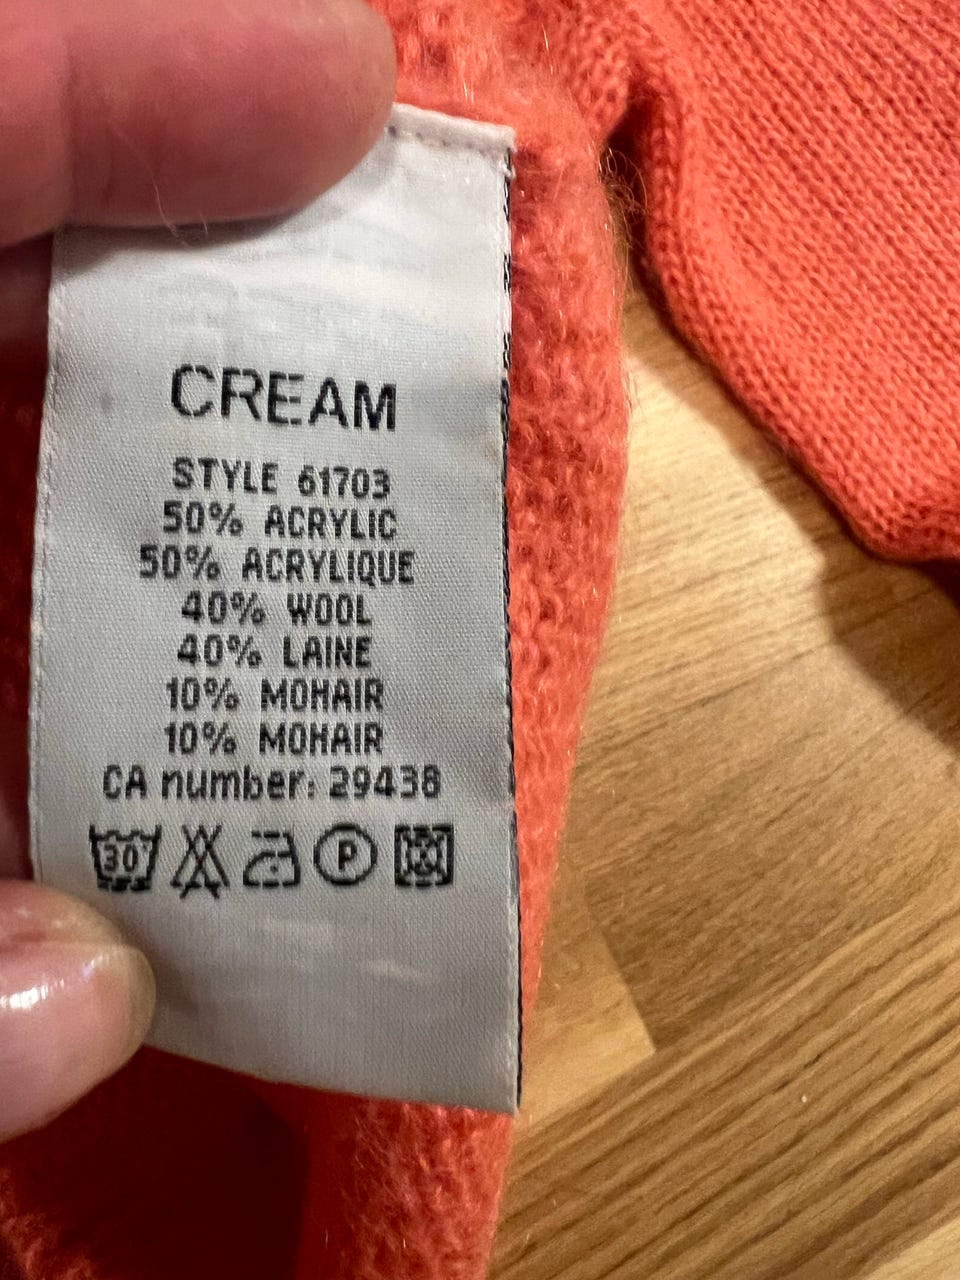 CREAM
STYLE 61703
50% ACRYLIC
50% ACRYLIQUE
40% WOOL
40% LAINE
10% MOHAIR
10% MOHAIR
CA number: 29438
30 P